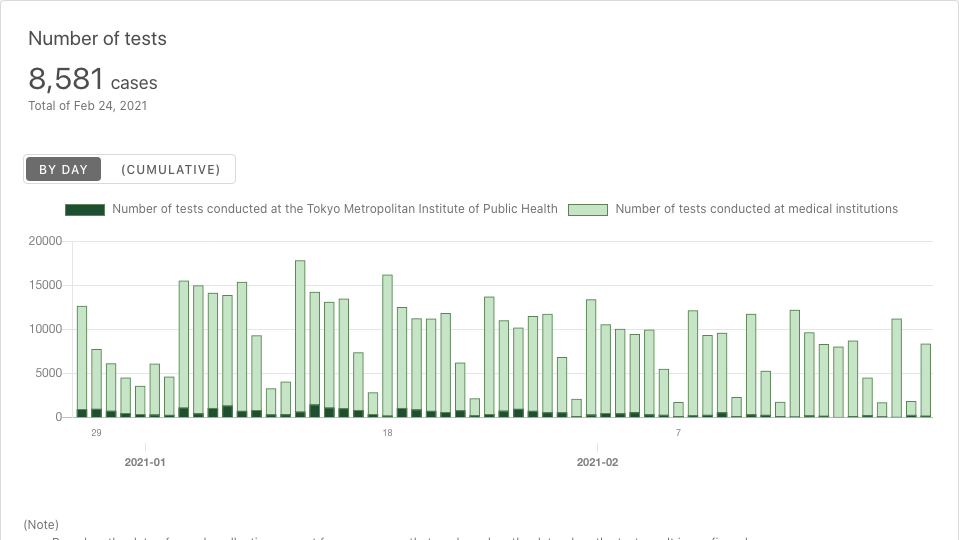 Number of tests
8,581 cases
Total of Feb 24, 2021
BY DAY (CUMULATIVE)
Number of tests conducted at the Tokyo Metropolitan Institute of Public Health Number of tests conducted at medical institutions
20000
15000
10000
5000
0
29 18 7
2021-01 2021-02
(Note)